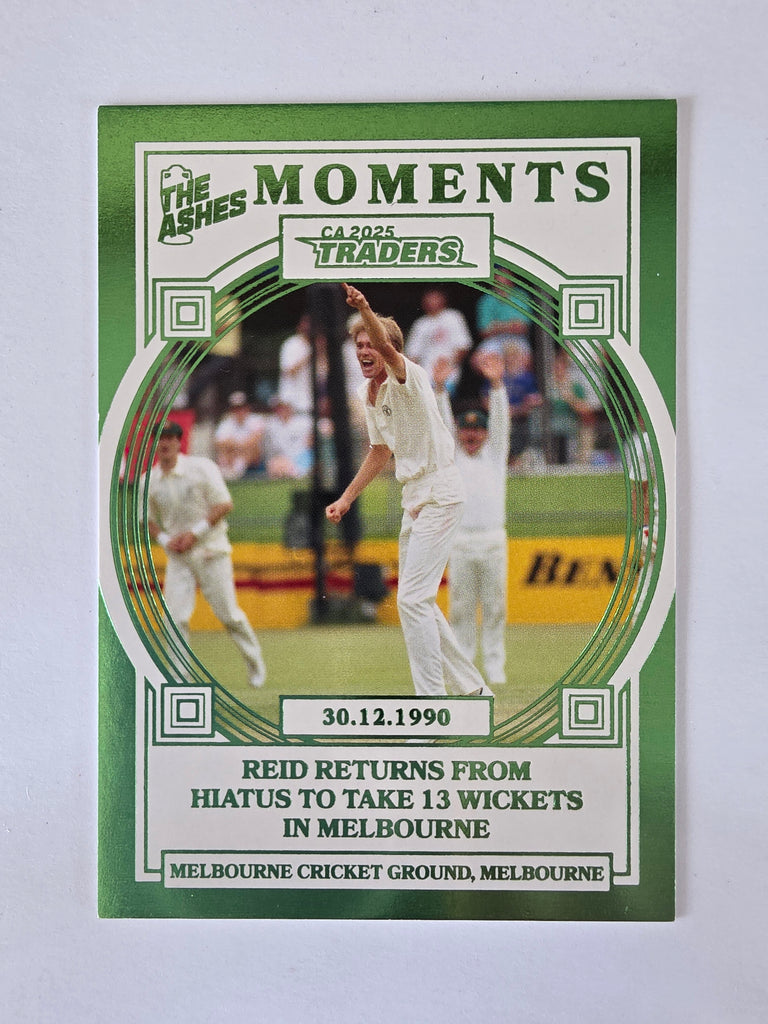 THE
ASHES
MOMENTS
CA 2025
TRADERS
BEN
30.12.1990
REID RETURNS FROM
HIATUS TO TAKE 13 WICKETS
IN MELBOURNE
MELBOURNE CRICKET GROUND, MELBOURNE